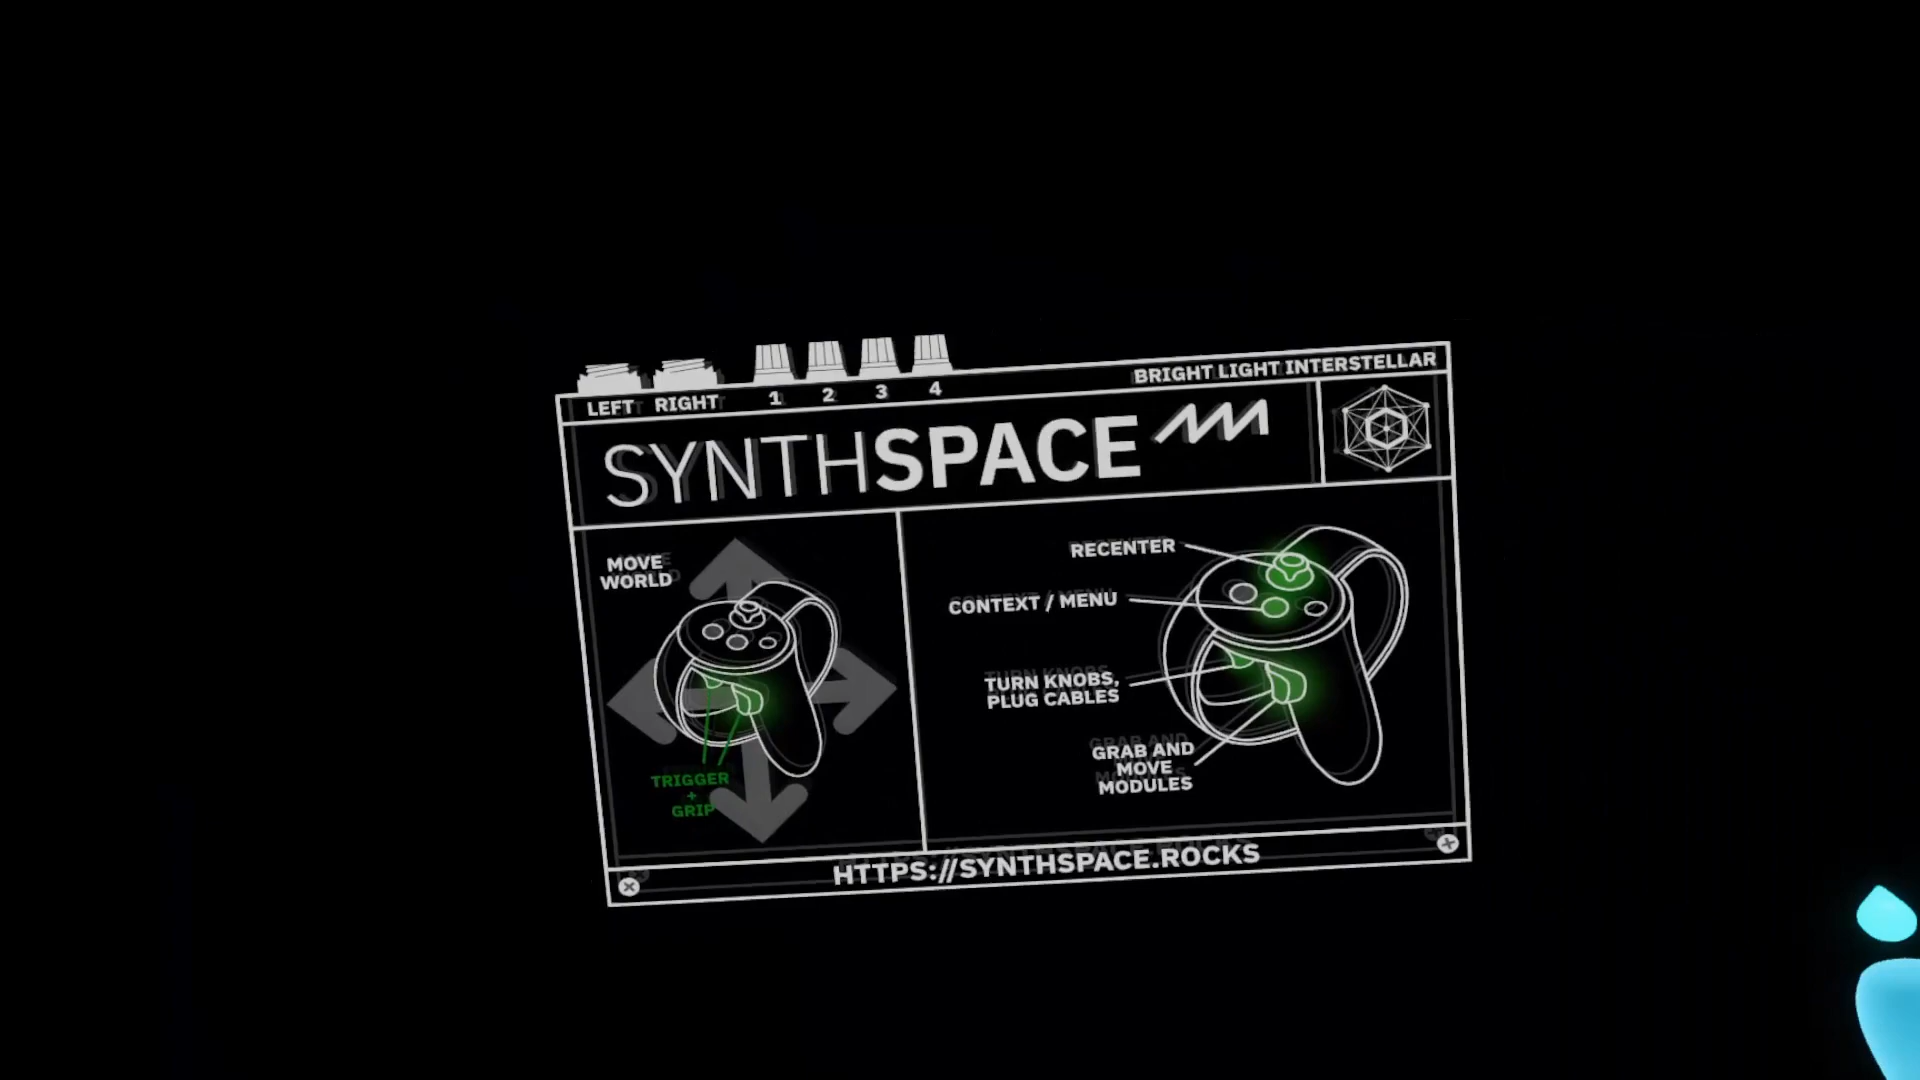 LEFT RIGHT 1 2 3 4 BRIGHT LIGHT INTERSTELLAR
SYNTHSPACE
MOVE
WORLD
TRIGGER
+
GRIP
RECENTER
CONTEXT / MENU
TURN KNOBS,
PLUG CABLES
GRAB AND
MOVE
MODULES
HTTPS://SYNTHSPACE.ROCKS